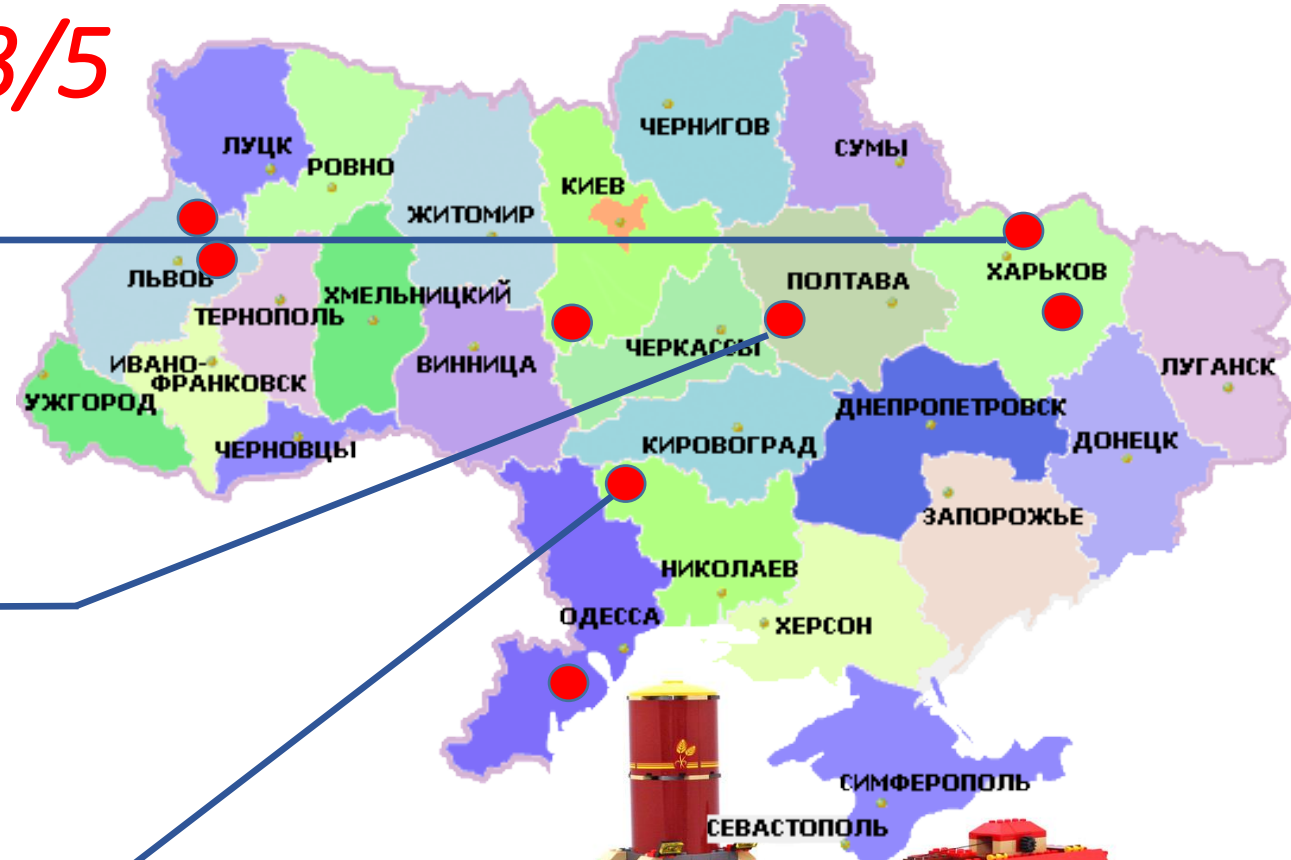 3/5
ЧЕРНИГОВ
ЛУЦК
СУМЫ
РОВНО
КИЕВ
ЖИТОМИР
ХАРЬКОВ
ЛЬВОВ
ПОЛТАВА
ХМЕЛЬНИЦКИЙ
ТЕРНОПОЛЬ
ЧЕРКАССЫ
ИВАНО-
ФРАНКОВСК
ВИННИЦА
ЛУГАНСК
УЖГОРОД
ДНЕПРОПЕТРОВСК
ЧЕРНОВЦЫ
КИРОВОГРАД
ДОНЕЦК
ЗАПОРОЖЬЕ
НИКОЛАЕВ
ОДЕССА
ХЕРСОН
СИМФЕРОПОЛЬ
СЕВАСТОПОЛЬ